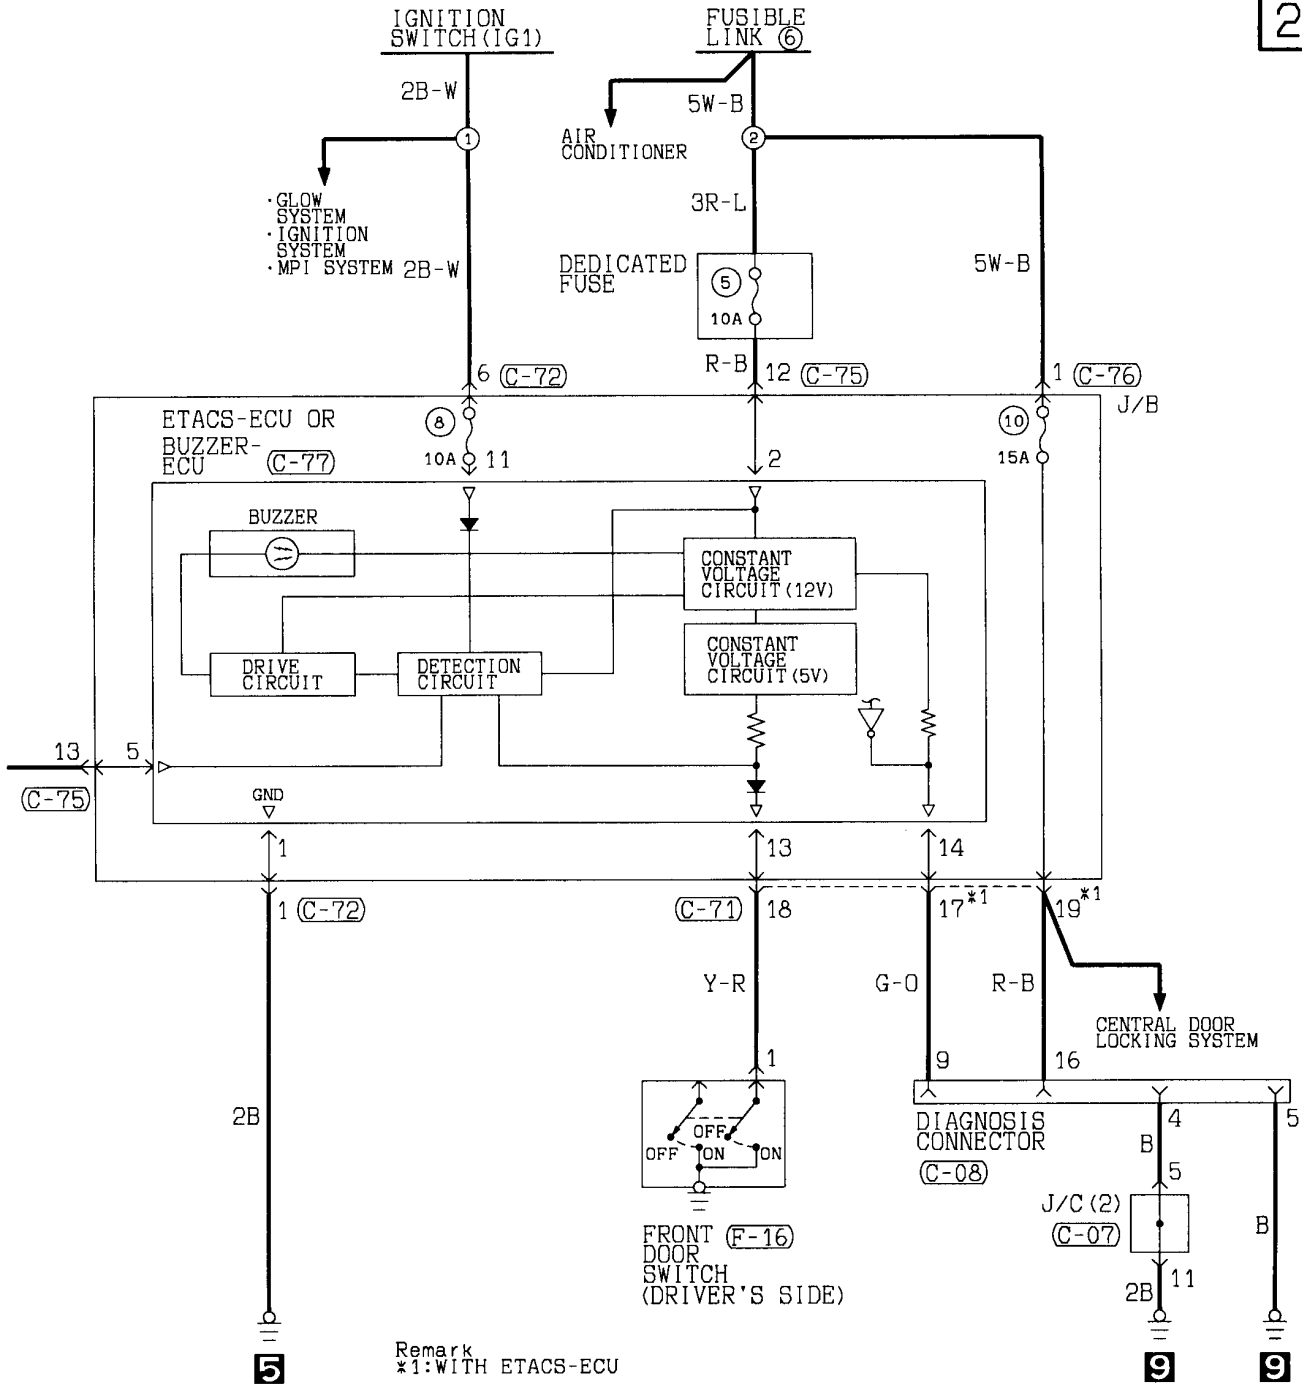 IGNITION
SWITCH(IG1)
FUSIBLE
LINK ⑥
2
2B-W
5W-B
①
②
AIR
CONDITIONER
·GLOW
SYSTEM
·IGNITION
SYSTEM
·MPI SYSTEM
2B-W
3R-L
DEDICATED
FUSE
⑤
10A
5W-B
R-B
6 (C-72)
12 (C-75)
1 (C-76)
J/B
ETACS-ECU OR
BUZZER-
ECU (C-77)
⑧
10A
11
2
⑩
15A
BUZZER
CONSTANT
VOLTAGE
CIRCUIT(12V)
CONSTANT
VOLTAGE
CIRCUIT(5V)
DRIVE
CIRCUIT
DETECTION
CIRCUIT
13
5
(C-75)
GND
1
13
14
1 (C-72)
(C-71) 18
17*1
19*1
Y-R
G-O
R-B
CENTRAL DOOR
LOCKING SYSTEM
1
9
16
2B
OFF
OFF
ON
ON
DIAGNOSIS
CONNECTOR
(C-08)
4
5
B
5
J/C(2)
(C-07)
B
11
2B
FRONT (F-16)
DOOR
SWITCH
(DRIVER'S SIDE)
5
9
9
Remark
*1:WITH ETACS-ECU